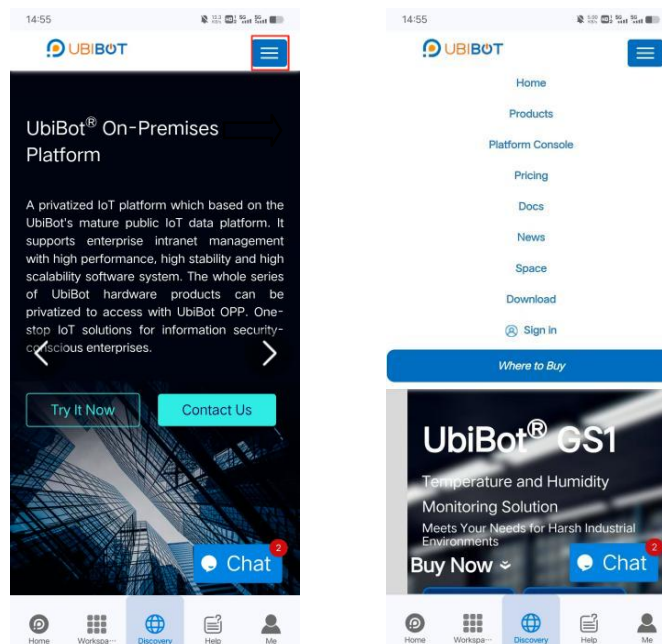 14:55
UBIBOT
UbiBot® On-Premises
Platform
A privatized IoT platform which based on the
UbiBot's mature public IoT data platform. It
supports enterprise intranet management
with high performance, high stability and high
scalability software system. The whole series
of UbiBot hardware products can be
privatized to access with UbiBot OPP. One-
stop IoT solutions for information security-
conscious enterprises.
Try It Now
Contact Us
2
Chat
Home
Workspa···
Discovery
Help
Me
14:55
UBIBOT
Home
Products
Platform Console
Pricing
Docs
News
Space
Download
Sign in
Where to Buy
UbiBot® GS1
Temperature and Humidity
Monitoring Solution
Meets Your Needs for Harsh Industrial
Environments
Buy Now
2
Chat
Home
Workspa···
Discovery
Help
Me